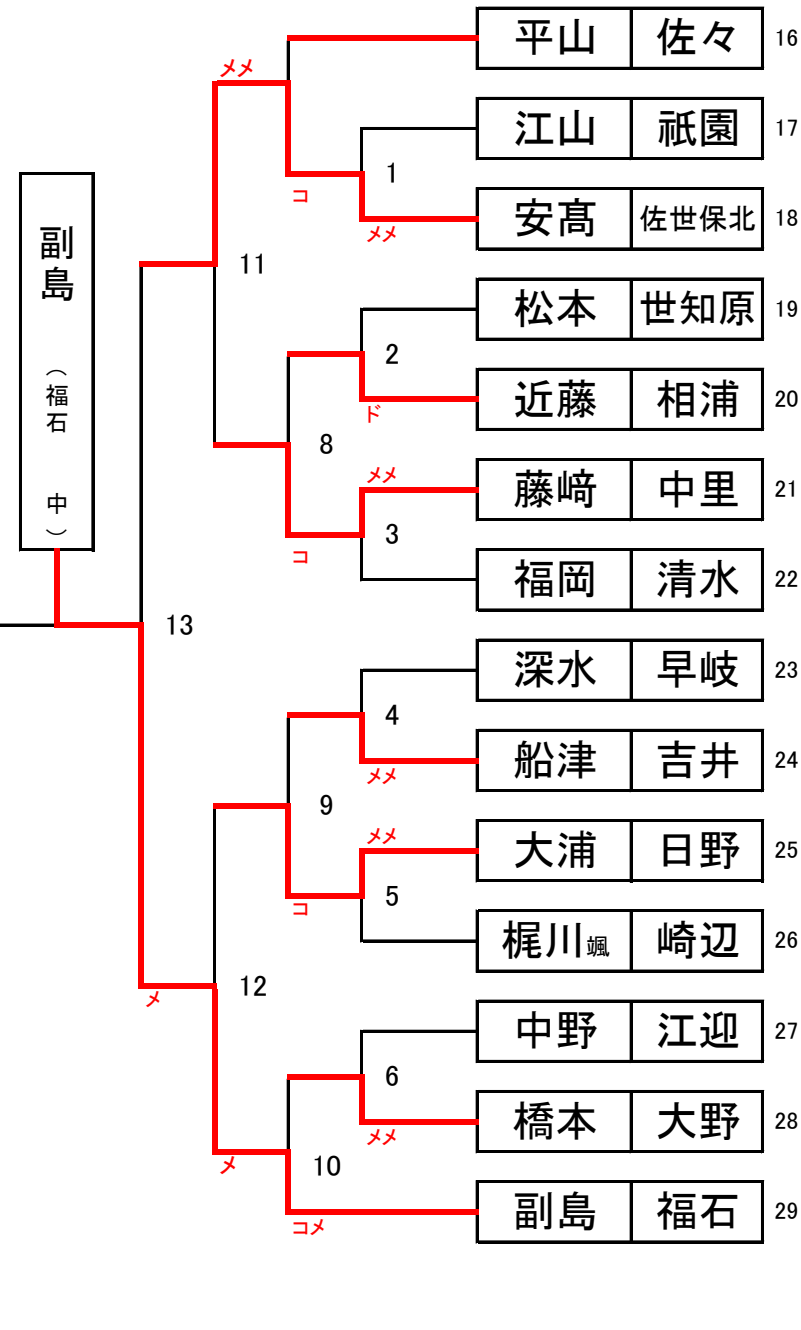 平山 佐々 16
メメ
江山 祇園 17
1
コ
安髙 佐世保北 18
メメ
副島（福石中）
11
松本 世知原 19
2
近藤 相浦 20
ド
8
メメ
藤﨑 中里 21
3
コ
福岡 清水 22
13
深水 早岐 23
4
船津 吉井 24
メメ
9
メメ
大浦 日野 25
5
コ
梶川颯 崎辺 26
12
メ
中野 江迎 27
6
橋本 大野 28
メメ
10
メ
副島 福石 29
コメ